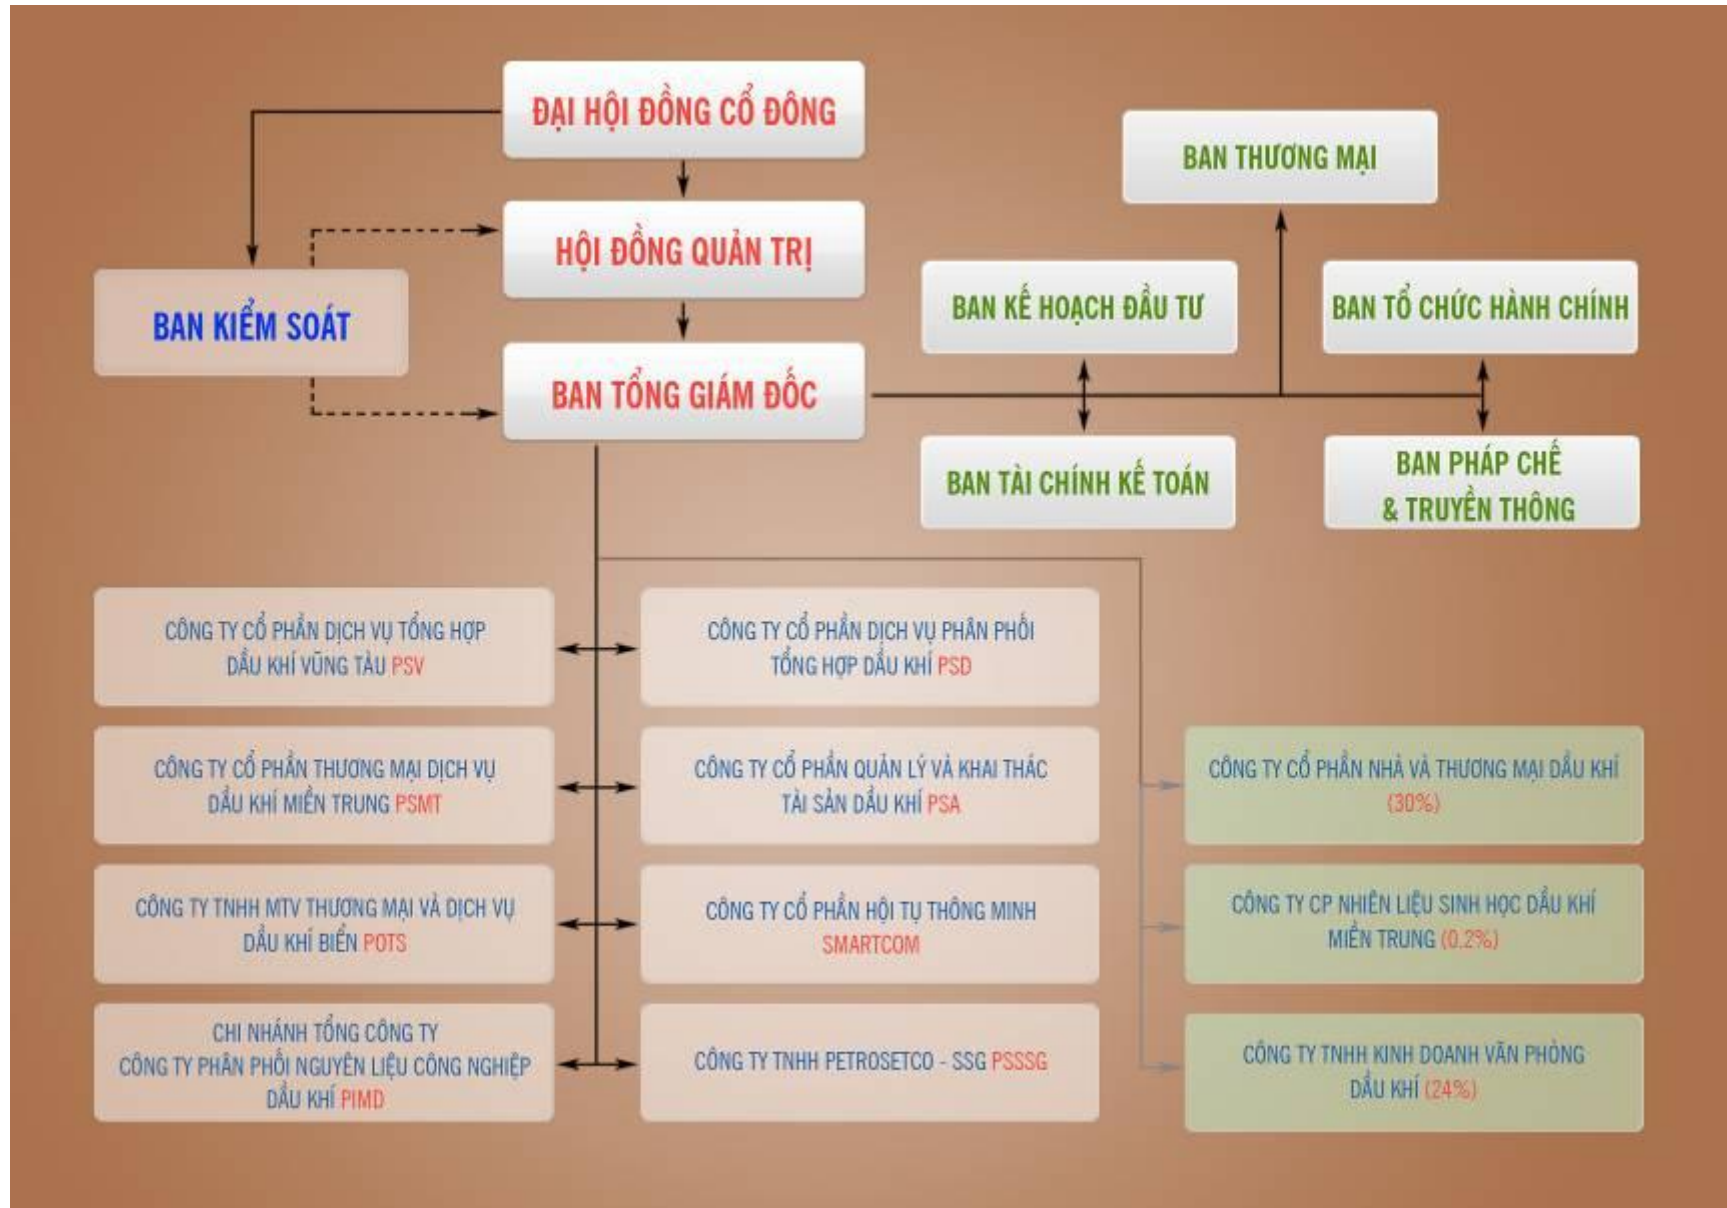 ĐẠI HỘI ĐỒNG CỔ ĐÔNG
BAN THƯƠNG MẠI
HỘI ĐỒNG QUẢN TRỊ
BAN KẾ HOẠCH ĐẦU TƯ
BAN TỔ CHỨC HÀNH CHÍNH
BAN KIỂM SOÁT
BAN TỔNG GIÁM ĐỐC
BAN TÀI CHÍNH KẾ TOÁN
BAN PHÁP CHẾ
& TRUYỀN THÔNG
CÔNG TY CỔ PHẦN DỊCH VỤ TỔNG HỢP
DẦU KHÍ VŨNG TÀU PSV
CÔNG TY CỔ PHẦN DỊCH VỤ PHÂN PHỐI
TỔNG HỢP DẦU KHÍ PSD
CÔNG TY CỔ PHẦN THƯƠNG MẠI DỊCH VỤ
DẦU KHÍ MIỀN TRUNG PSMT
CÔNG TY CỔ PHẦN QUẢN LÝ VÀ KHAI THÁC
TÀI SẢN DẦU KHÍ PSA
CÔNG TY CỔ PHẦN NHÀ VÀ THƯƠNG MẠI DẦU KHÍ
(30%)
CÔNG TY TNHH MTV THƯƠNG MẠI VÀ DỊCH VỤ
DẦU KHÍ BIỂN POTS
CÔNG TY CỔ PHẦN HỘI TỤ THÔNG MINH
SMARTCOM
CÔNG TY CP NHIÊN LIỆU SINH HỌC DẦU KHÍ
MIỀN TRUNG (0.2%)
CHI NHÁNH TỔNG CÔNG TY
CÔNG TY PHÂN PHỐI NGUYÊN LIỆU CÔNG NGHIỆP
DẦU KHÍ PIMD
CÔNG TY TNHH PETROSETCO - SSG PSSSG
CÔNG TY TNHH KINH DOANH VĂN PHÒNG
DẦU KHÍ (24%)